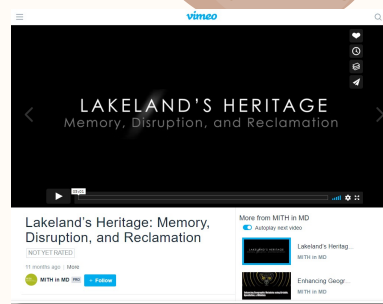 vimeo
LAKELAND'S HERITAGE
Memory, Disruption, and Reclamation
Lakeland's Heritage: Memory,
Disruption, and Reclamation
NOT YET RATED
11 months ago | More
MITH in MD PRO + Follow
More from MITH in MD
Autoplay next video
Lakeland's Heritag...
MITH in MD
Enhancing Geogr...
MITH in MD